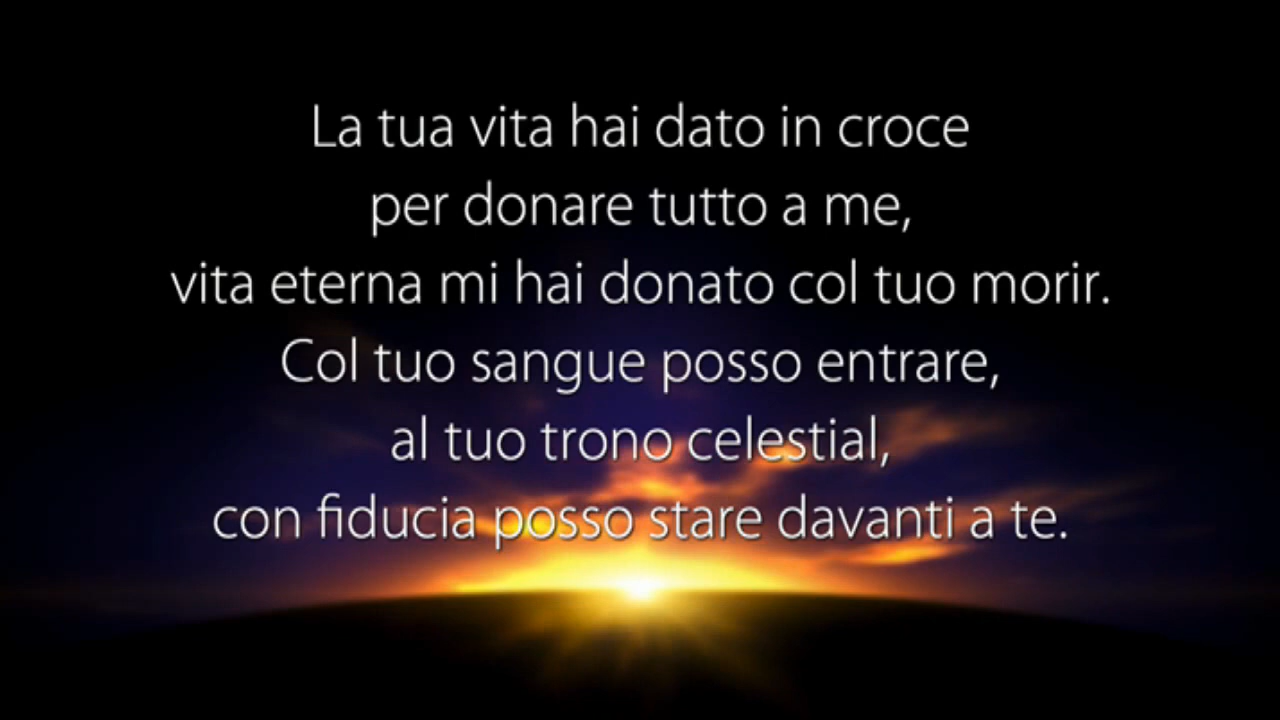 La tua vita hai dato in croce
per donare tutto a me,
vita eterna mi hai donato col tuo morir.
Col tuo sangue posso entrare,
al tuo trono celestial,
con fiducia posso stare davanti a te.